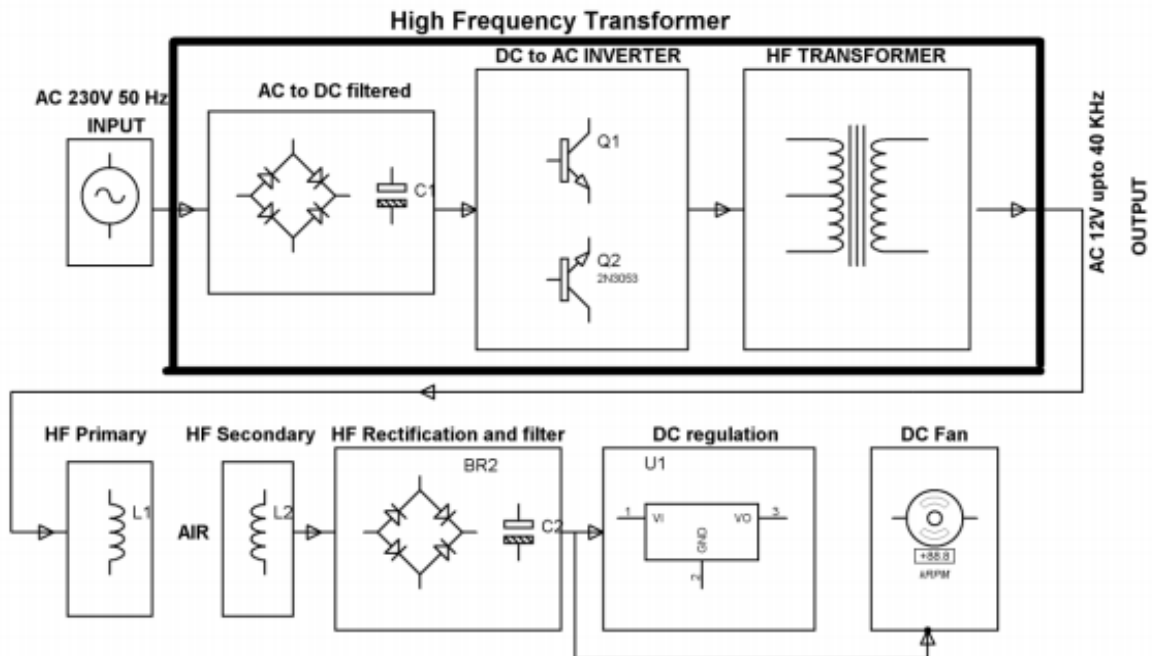 High Frequency Transformer
AC 230V 50 Hz
INPUT
AC to DC filtered
C1
DC to AC INVERTER
Q1
Q2
2N3053
HF TRANSFORMER
AC 12V upto 40 KHz
OUTPUT
HF Primary
L1
AIR
HF Secondary
L2
HF Rectification and filter
BR2
C2
DC regulation
U1
1
VI
VO
3
GND
2
DC Fan
+88.8
kRPM